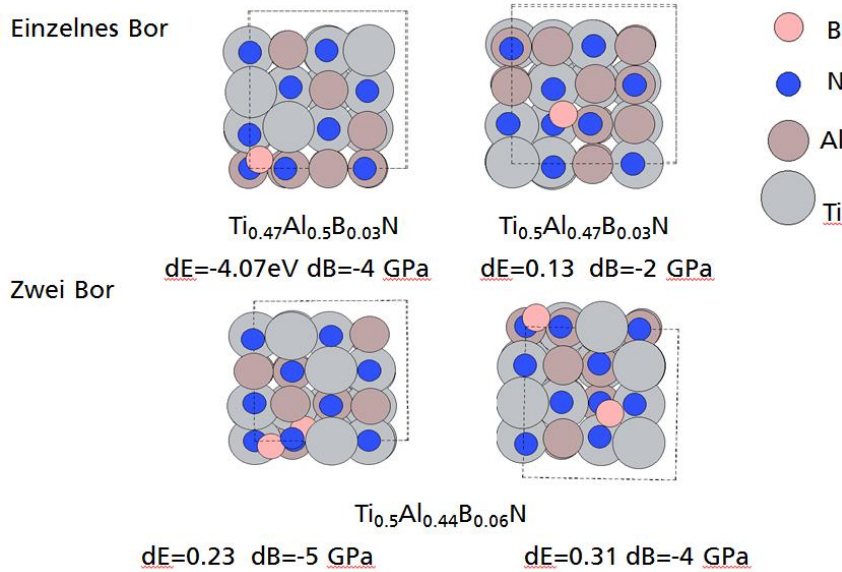 Einzelnes Bor
B
N
Al
Ti
Ti₀.₄₇Al₀.₅B₀.₀₃N
Ti₀.₅Al₀.₄₇B₀.₀₃N
dE=-4.07eV dB=-4 GPa
dE=0.13 dB=-2 GPa
Zwei Bor
Ti₀.₅Al₀.₄₄B₀.₀₆N
dE=0.23 dB=-5 GPa
dE=0.31 dB=-4 GPa